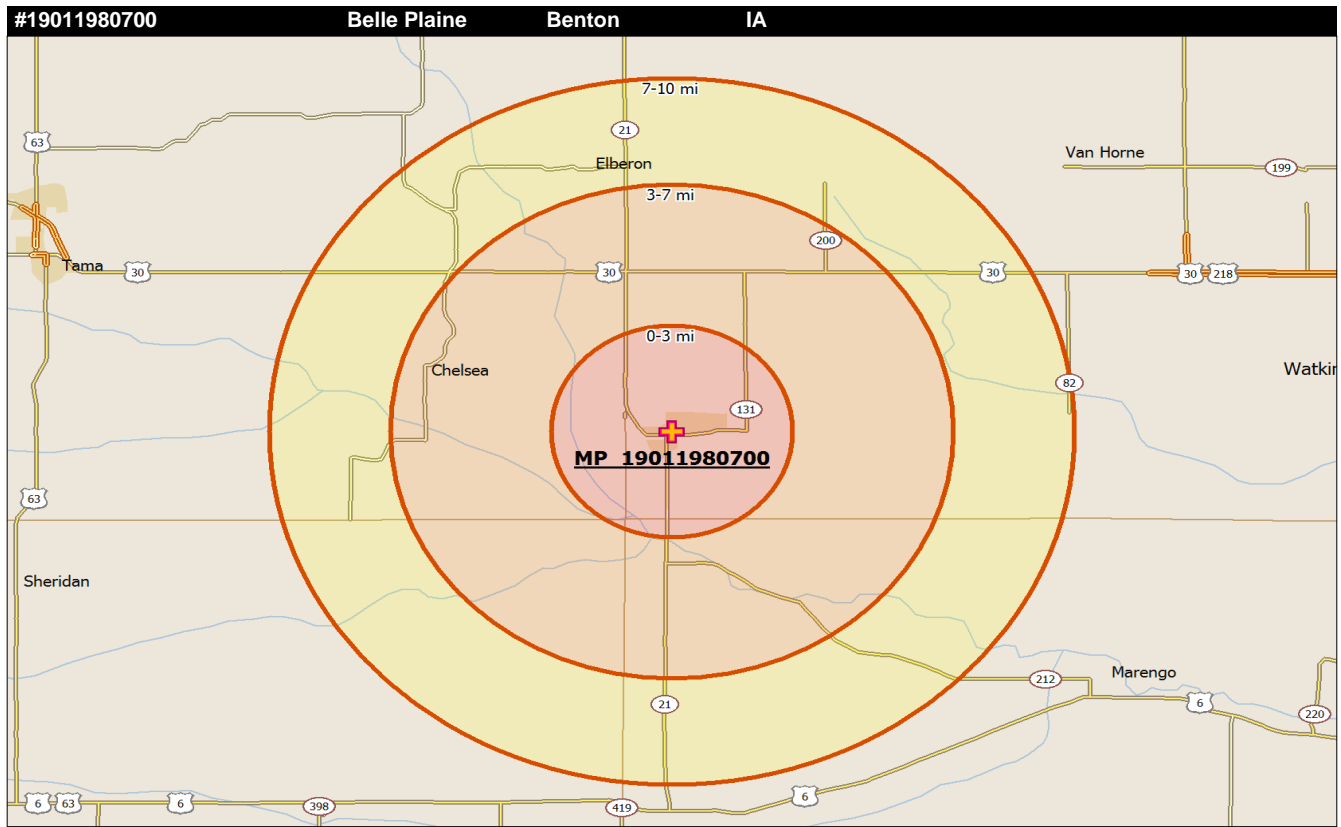 #19011980700 Belle Plaine Benton IA
7-10 mi
21
63
Elberon
Van Horne
199
3-7 mi
200
Tama
30
30
30
30
218
0-3 mi
Chelsea
Watkin
82
131
MP 19011980700
63
Sheridan
Marengo
212
21
6
220
6
63
6
398
419
6